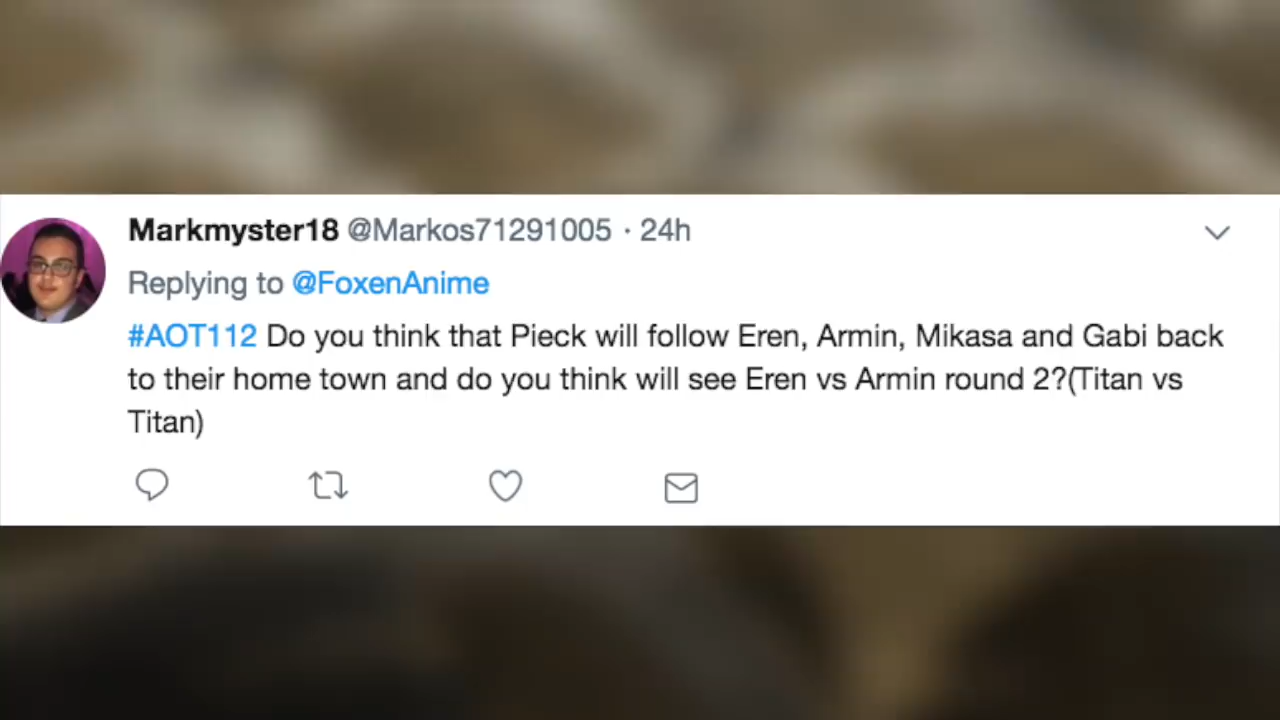 Markmyster18 @Markos71291005 · 24h
Replying to @FoxenAnime
#AOT112 Do you think that Pieck will follow Eren, Armin, Mikasa and Gabi back
to their home town and do you think will see Eren vs Armin round 2?(Titan vs
Titan)